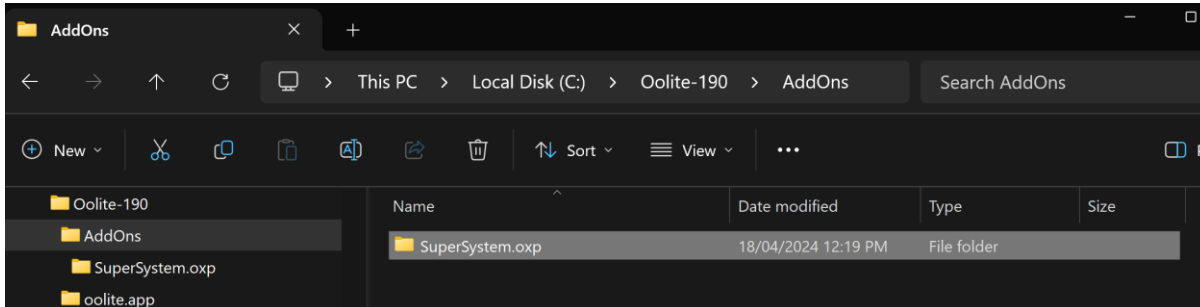 AddOns
This PC > Local Disk (C:) > Oolite-190 > AddOns Search AddOns
New Sort View
Oolite-190
Name Date modified Type Size
AddOns
SuperSystem.oxp 18/04/2024 12:19 PM File folder
SuperSystem.oxp
oolite.app